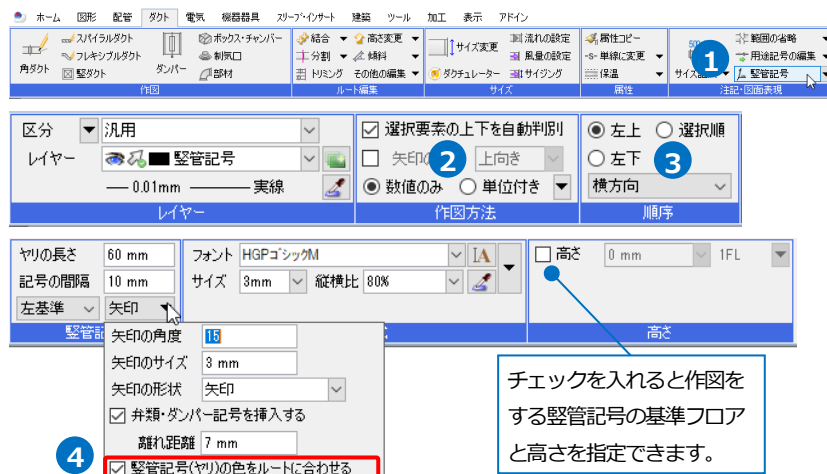 ホーム 図形 配管 ダクト 電気 機器器具 スリーブ・インサート 建築 ツール 加工 表示 アドイン
角ダクト スパイラルダクト フレキシブルダクト 竪ダクト ダンパー ボックス・チャンバー 制気口 部材
作図
結合 高さ変更
分割 傾斜
トリミング その他の編集
ルート編集
サイズ変更 流れの設定
風量の設定
ダクチュレーター サイジング
サイズ
属性コピー
-S- 単線に変更
保温
属性
範囲の省略
用途記号の編集
竪管記号
注記・図面表現
1
区分 汎用
レイヤー 竪管記号
0.01mm 実線
レイヤー
選択要素の上下を自動判別
上向き
数値のみ 単位付き
作図方法
2
左上 選択順
左下
横方向
順序
3
ヤリの長さ 60 mm
記号の間隔 10 mm
左基準 矢印
フォント HGPゴシックM
サイズ 3mm 縦横比 80%
高さ 0 mm 1FL
高さ
矢印の角度 15
矢印のサイズ 3 mm
矢印の形状 矢印
弁類・ダンパー記号を挿入する
離れ距離 7 mm
4
竪管記号(ヤリ)の色をルートに合わせる
チェックを入れると作図を
する竪管記号の基準フロア
と高さを指定できます。